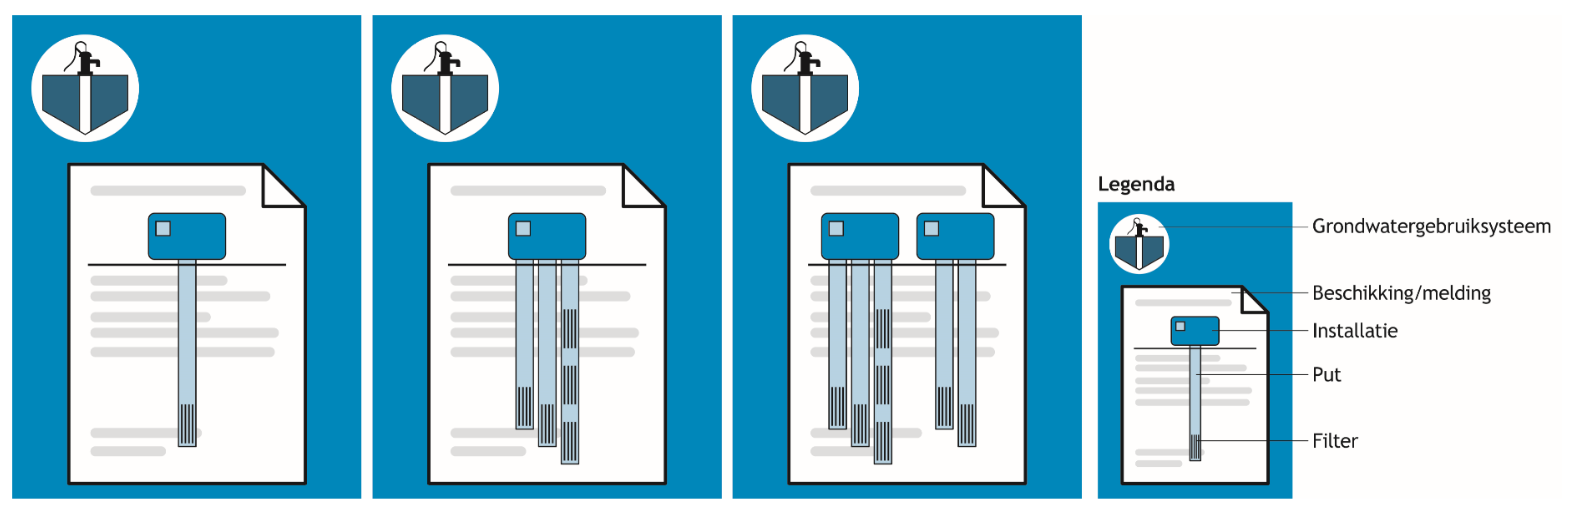 Legenda
Grondwatergebruiksysteem
Beschikking/melding
Installatie
Put
Filter